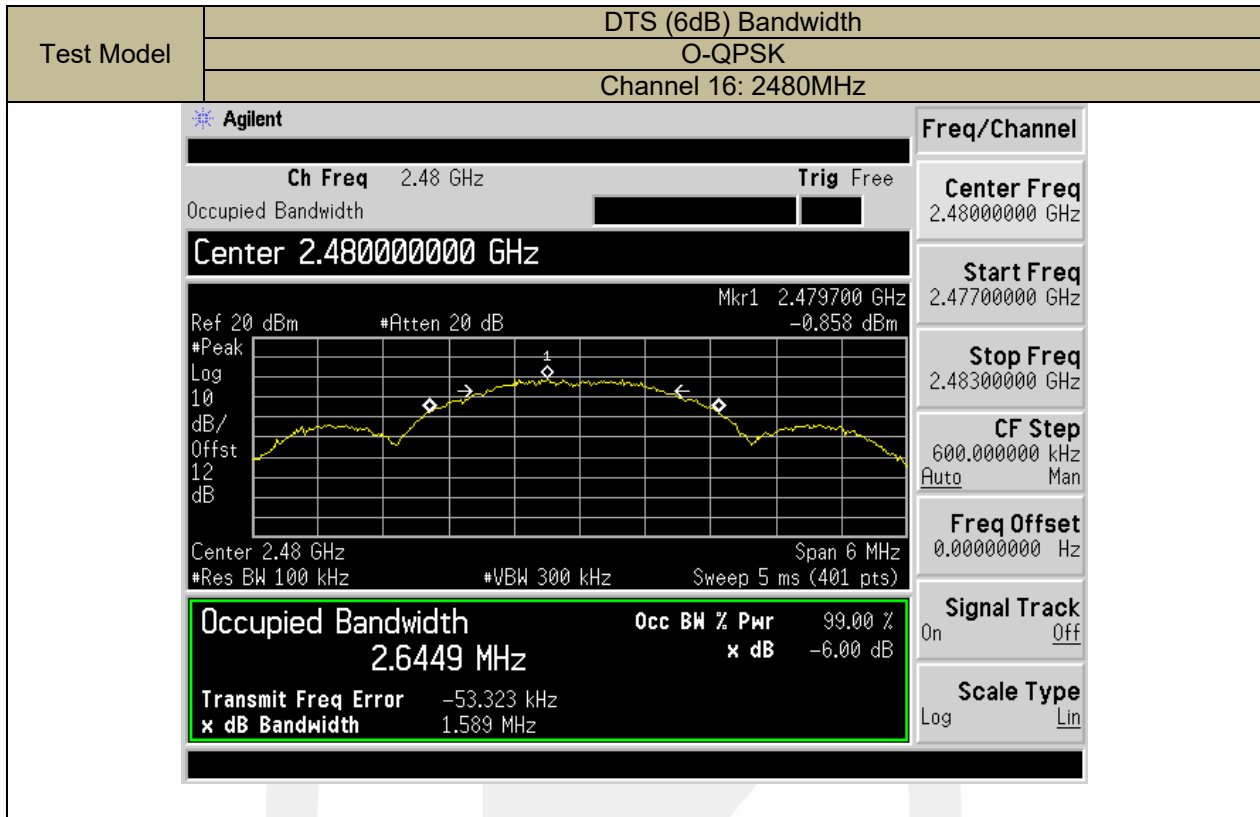 Test Model
DTS (6dB) Bandwidth
O-QPSK
Channel 16: 2480MHz
Agilent
Ch Freq 2.48 GHz Trig Free
Occupied Bandwidth
Center 2.480000000 GHz
Mkr1 2.479700 GHz
Ref 20 dBm #Atten 20 dB -0.858 dBm
#Peak
Log
10
dB/
Offst
12
dB
1
Center 2.48 GHz Span 6 MHz
#Res BW 100 kHz #VBW 300 kHz Sweep 5 ms (401 pts)
Occupied Bandwidth
2.6449 MHz
Occ BW % Pwr 99.00 %
x dB -6.00 dB
Transmit Freq Error -53.323 kHz
x dB Bandwidth 1.589 MHz
Freq/Channel
Center Freq
2.48000000 GHz
Start Freq
2.47700000 GHz
Stop Freq
2.48300000 GHz
CF Step
600.000000 kHz
Auto Man
Freq Offset
0.00000000 Hz
Signal Track
On Off
Scale Type
Log Lin